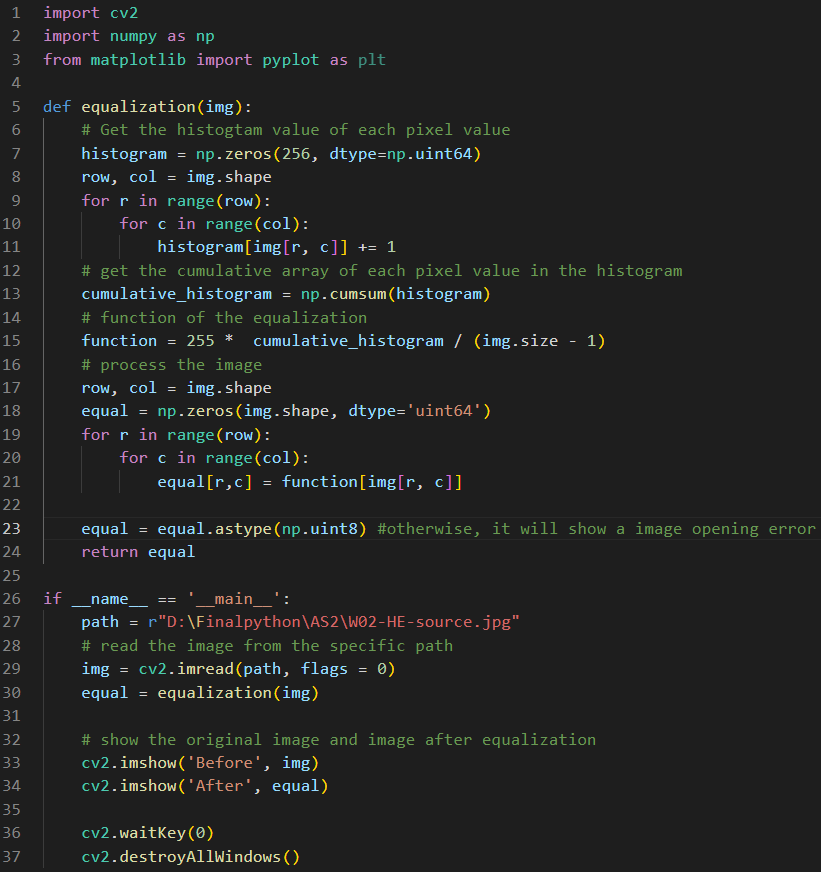 1 import cv2
2 import numpy as np
3 from matplotlib import pyplot as plt
4
5 def equalization(img):
6     # Get the histogtam value of each pixel value
7     histogram = np.zeros(256, dtype=np.uint64)
8     row, col = img.shape
9     for r in range(row):
10         for c in range(col):
11             histogram[img[r, c]] += 1
12     # get the cumulative array of each pixel value in the histogram
13     cumulative_histogram = np.cumsum(histogram)
14     # function of the equalization
15     function = 255 *  cumulative_histogram / (img.size - 1)
16     # process the image
17     row, col = img.shape
18     equal = np.zeros(img.shape, dtype='uint64')
19     for r in range(row):
20         for c in range(col):
21             equal[r,c] = function[img[r, c]]
22
23     equal = equal.astype(np.uint8) #otherwise, it will show a image opening error
24     return equal
25
26 if __name__ == '__main__':
27     path = r"D:\Finalpython\AS2\W02-HE-source.jpg"
28     # read the image from the specific path
29     img = cv2.imread(path, flags = 0)
30     equal = equalization(img)
31
32     # show the original image and image after equalization
33     cv2.imshow('Before', img)
34     cv2.imshow('After', equal)
35
36     cv2.waitKey(0)
37     cv2.destroyAllWindows()